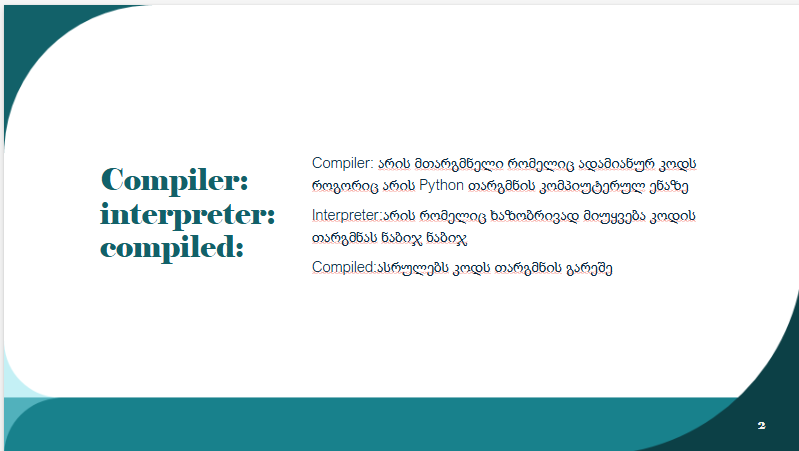 Compiler:
interpreter:
compiled:
Compiler: არის მთარგმნელი რომელიც ადამიანურ კოდს
როგორიც არის Python თარგმნის კომპიუტერულ ენაზე
Interpreter:არის რომელიც ხაზობრივად მიუყვება კოდის
თარგმნას ნაბიჯ ნაბიჯ
Compiled:ასრულებს კოდს თარგმნის გარეშე
2